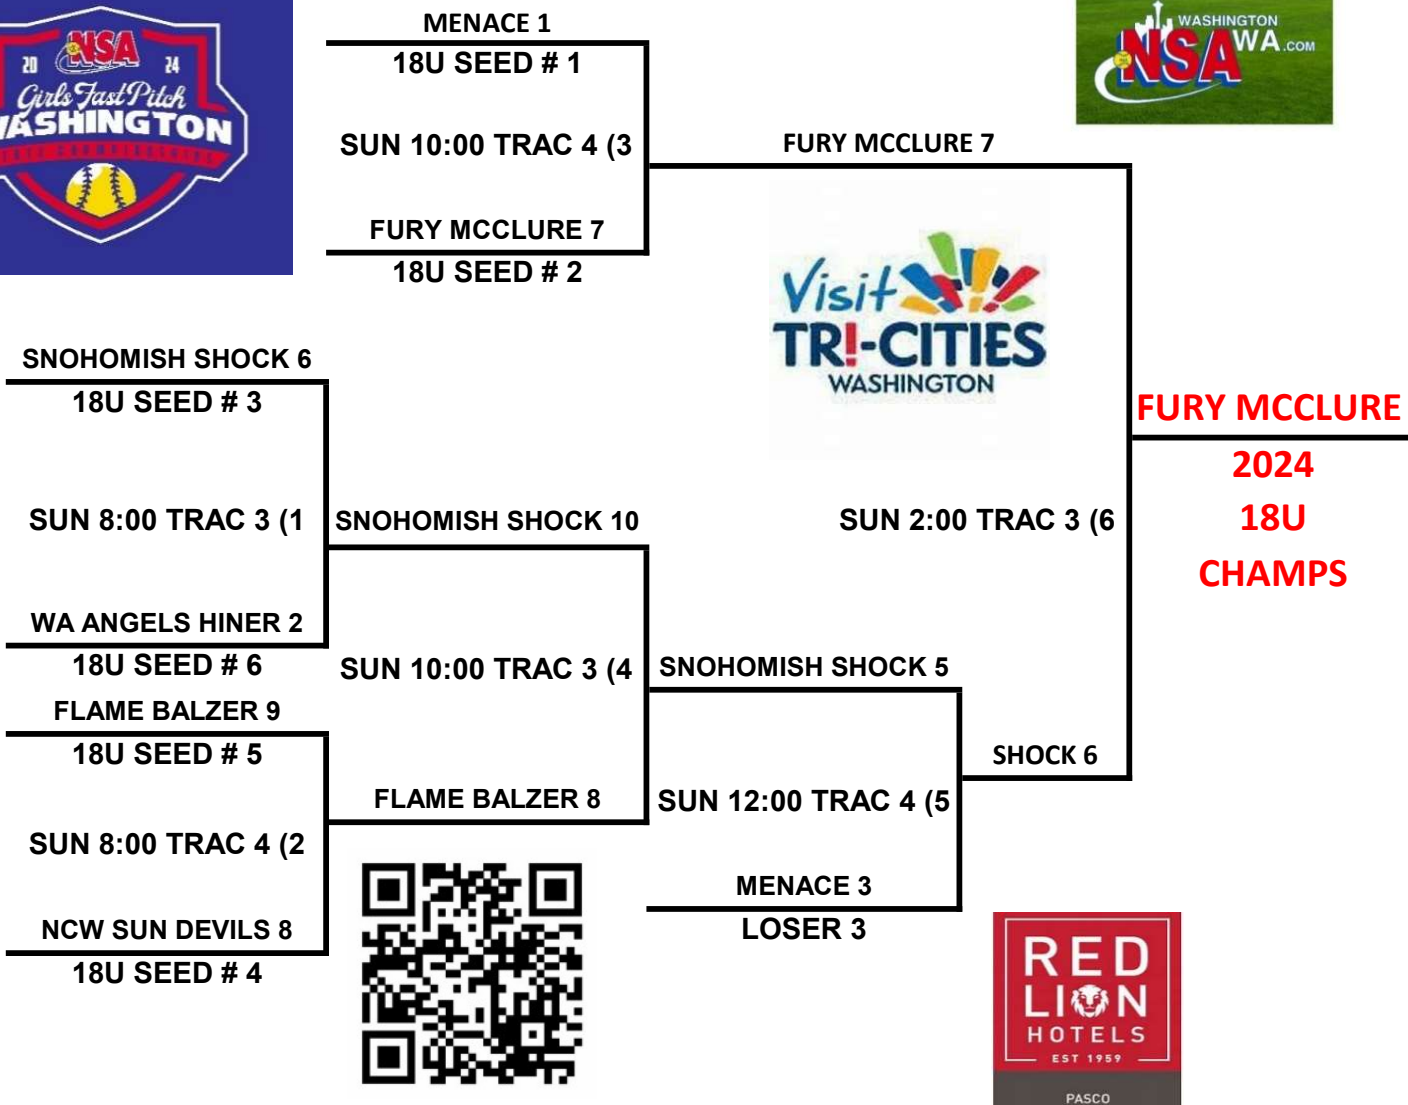 MENACE 1
18U SEED # 1
20 NSA 24
Girls Fast Pitch
WASHINGTON
WASHINGTON
NSAWA.COM
SUN 10:00 TRAC 4 (3
FURY MCCLURE 7
FURY MCCLURE 7
18U SEED # 2
Visit
TR!-CITIES
WASHINGTON
SNOHOMISH SHOCK 6
18U SEED # 3
FURY MCCLURE
2024
18U
CHAMPS
SUN 8:00 TRAC 3 (1
SNOHOMISH SHOCK 10
SUN 2:00 TRAC 3 (6
WA ANGELS HINER 2
18U SEED # 6
SUN 10:00 TRAC 3 (4
SNOHOMISH SHOCK 5
FLAME BALZER 9
18U SEED # 5
SHOCK 6
FLAME BALZER 8
SUN 12:00 TRAC 4 (5
SUN 8:00 TRAC 4 (2
MENACE 3
LOSER 3
NCW SUN DEVILS 8
18U SEED # 4
RED
LION
HOTELS
EST 1959
PASCO